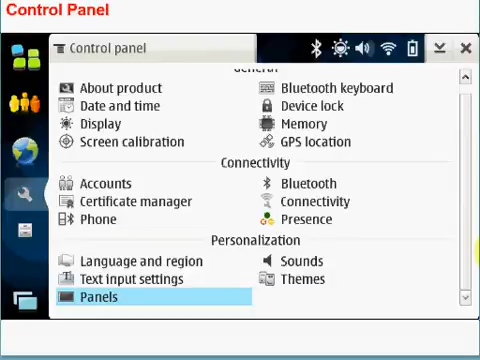 Control Panel
Control panel
General
About product
Bluetooth keyboard
Date and time
Device lock
Display
Memory
Screen calibration
GPS location
Connectivity
Accounts
Bluetooth
Certificate manager
Connectivity
Phone
Presence
Personalization
Language and region
Sounds
Text input settings
Themes
Panels